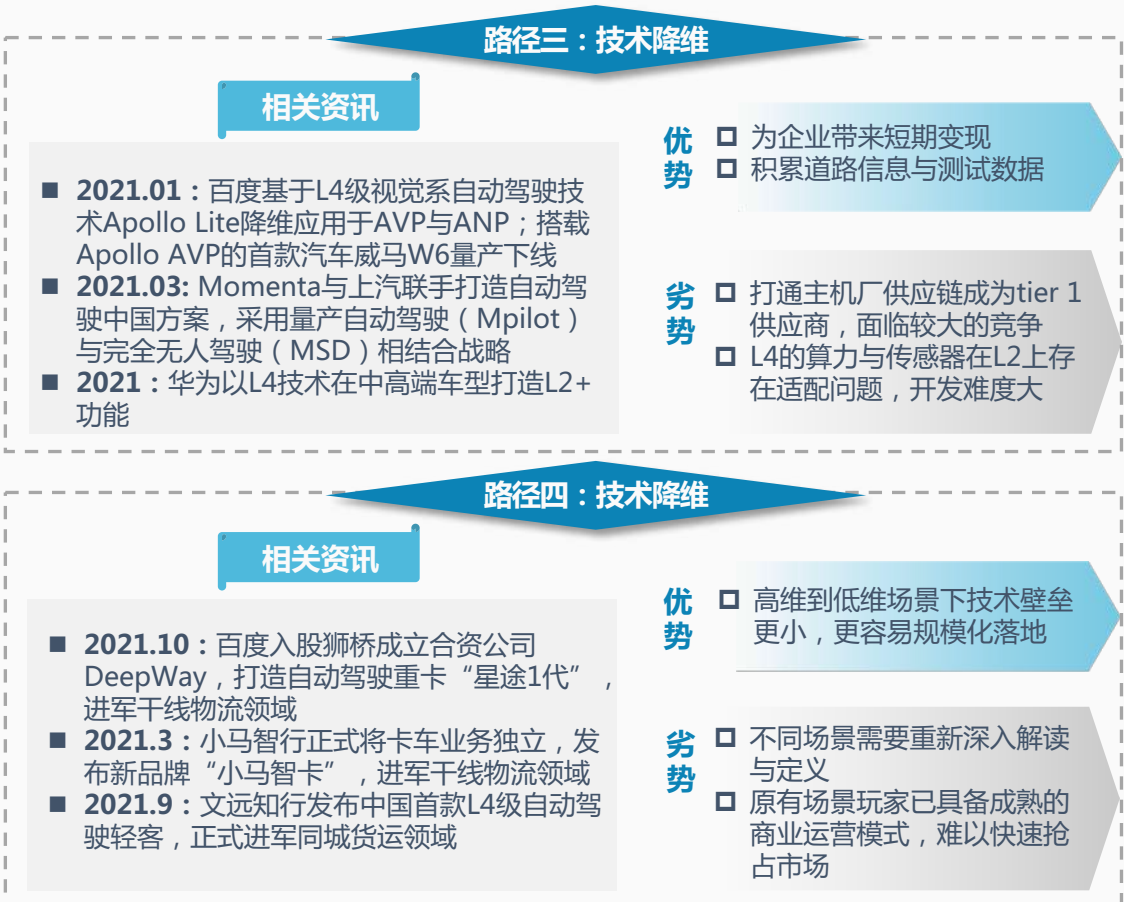 路径三：技术降维
相关资讯
■ 2021.01：百度基于L4级视觉系自动驾驶技
术Apollo Lite降维应用于AVP与ANP；搭载
Apollo AVP的首款汽车威马W6量产下线
■ 2021.03: Momenta与上汽联手打造自动驾
驶中国方案，采用量产自动驾驶（Mpilot）
与完全无人驾驶（MSD）相结合战略
■ 2021：华为以L4技术在中高端车型打造L2+
功能
优势
为企业带来短期变现
积累道路信息与测试数据
劣势
打通主机厂供应链成为tier 1
供应商，面临较大的竞争
L4的算力与传感器在L2上存
在适配问题，开发难度大
路径四：技术降维
相关资讯
■ 2021.10：百度入股狮桥成立合资公司
DeepWay，打造自动驾驶重卡“星途1代”，
进军干线物流领域
■ 2021.3：小马智行正式将卡车业务独立，发
布新品牌“小马智卡”，进军干线物流领域
■ 2021.9：文远知行发布中国首款L4级自动驾
驶轻客，正式进军同城货运领域
优势
高维到低维场景下技术壁垒
更小，更容易规模化落地
劣势
不同场景需要重新深入解读
与定义
原有场景玩家已具备成熟的
商业运营模式，难以快速抢
占市场